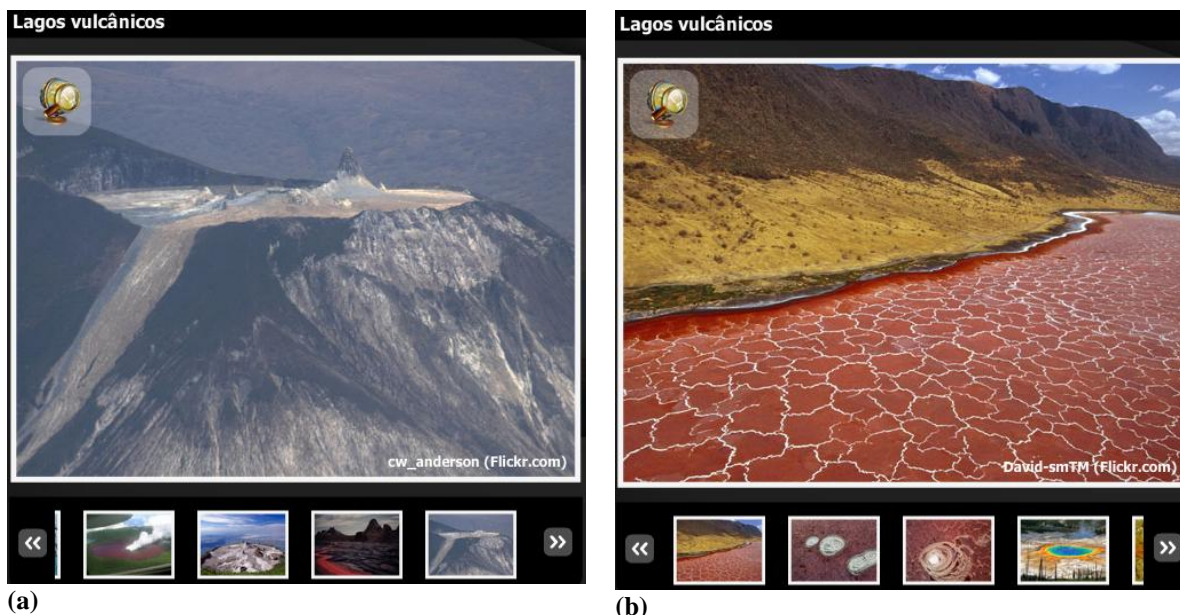 Lagos vulcânicos
cw_anderson (Flickr.com)
(a)
Lagos vulcânicos
David-smTM (Flickr.com)
(b)